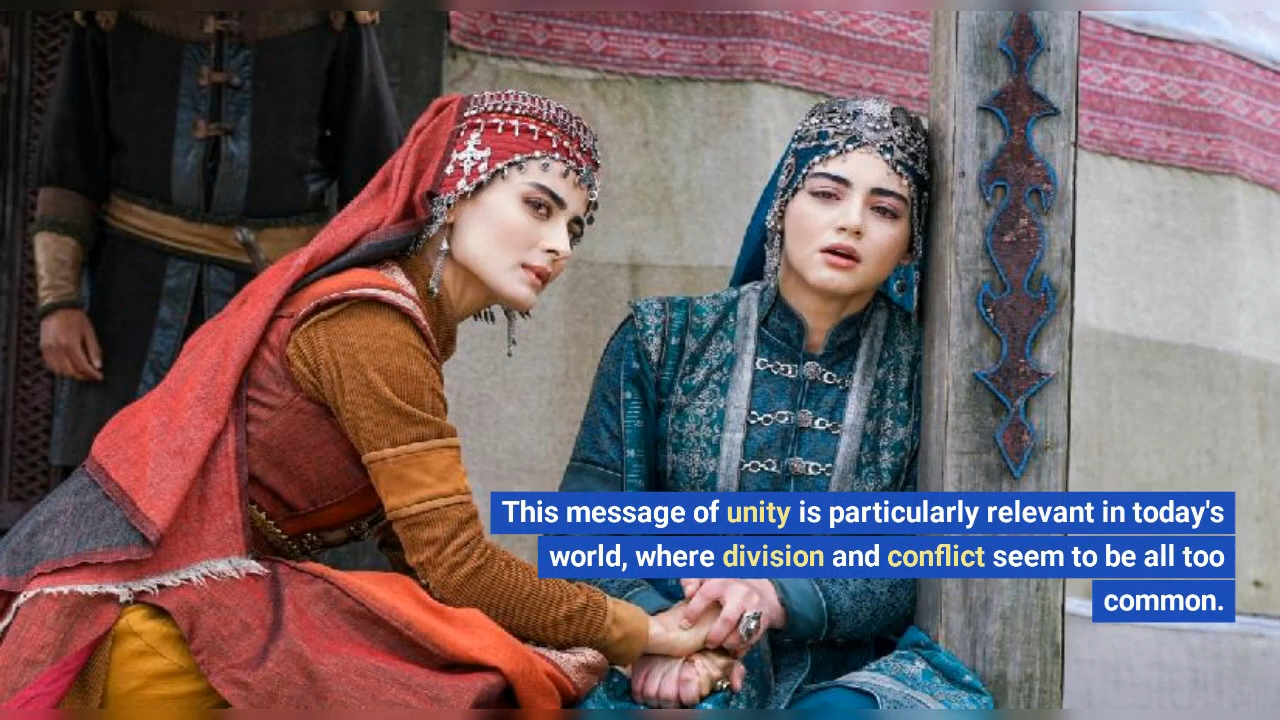 This message of unity is particularly relevant in today's
world, where division and conflict seem to be all too
common.